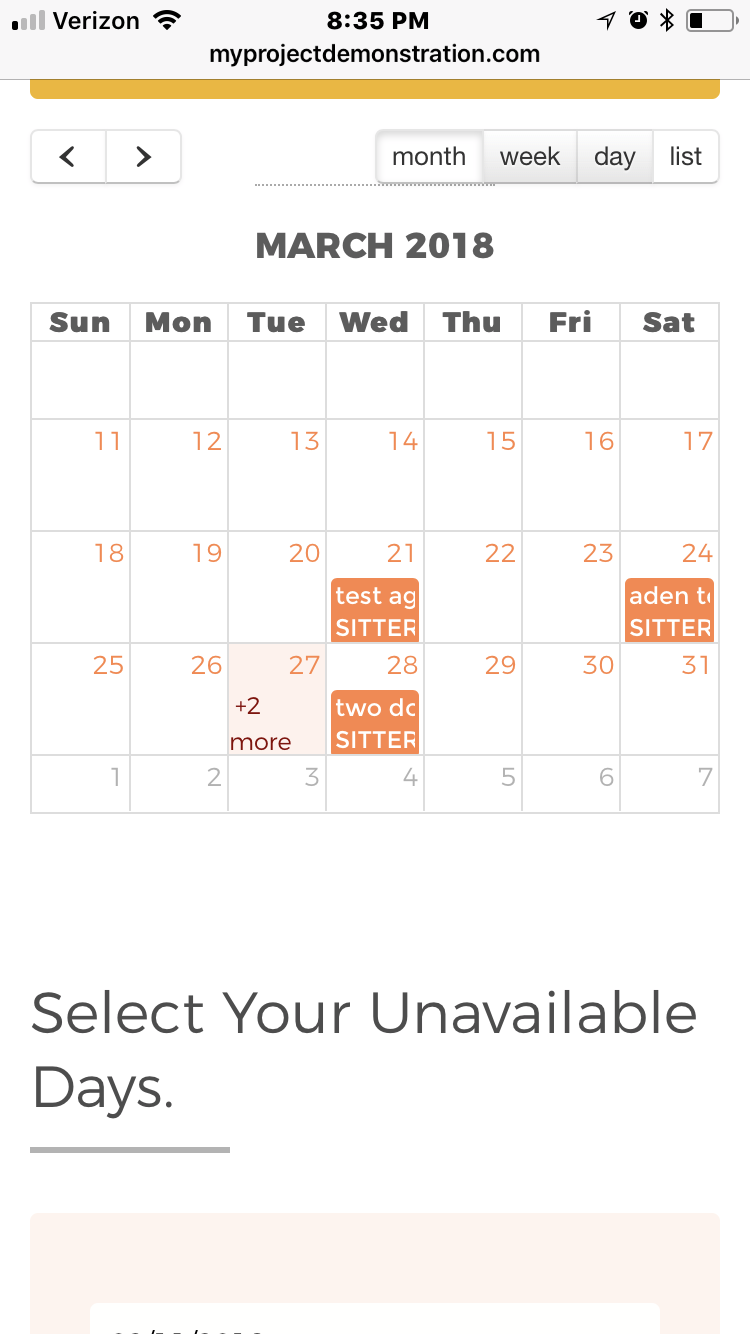 Verizon 8:35 PM
myprojectdemonstration.com
month week day list
MARCH 2018
Sun Mon Tue Wed Thu Fri Sat
11 12 13 14 15 16 17
18 19 20 21 22 23 24
test ag aden t
SITTER SITTER
25 26 27 28 29 30 31
+2 two do
more SITTER
1 2 3 4 5 6 7
Select Your Unavailable
Days.